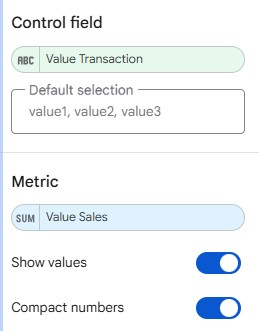 Control field
ABC Value Transaction
Default selection
value1, value2, value3
Metric
SUM Value Sales
Show values
Compact numbers